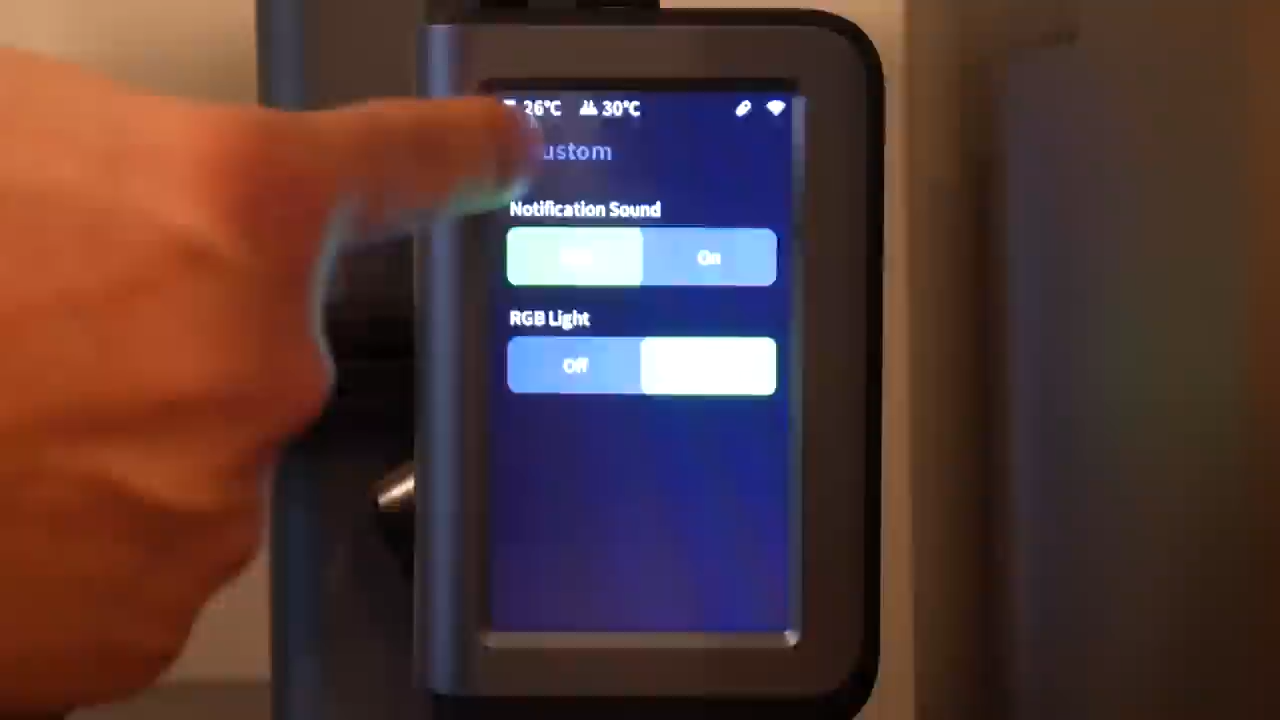 26°C 30°C
ustom
Notification Sound
On
RGB Light
Off